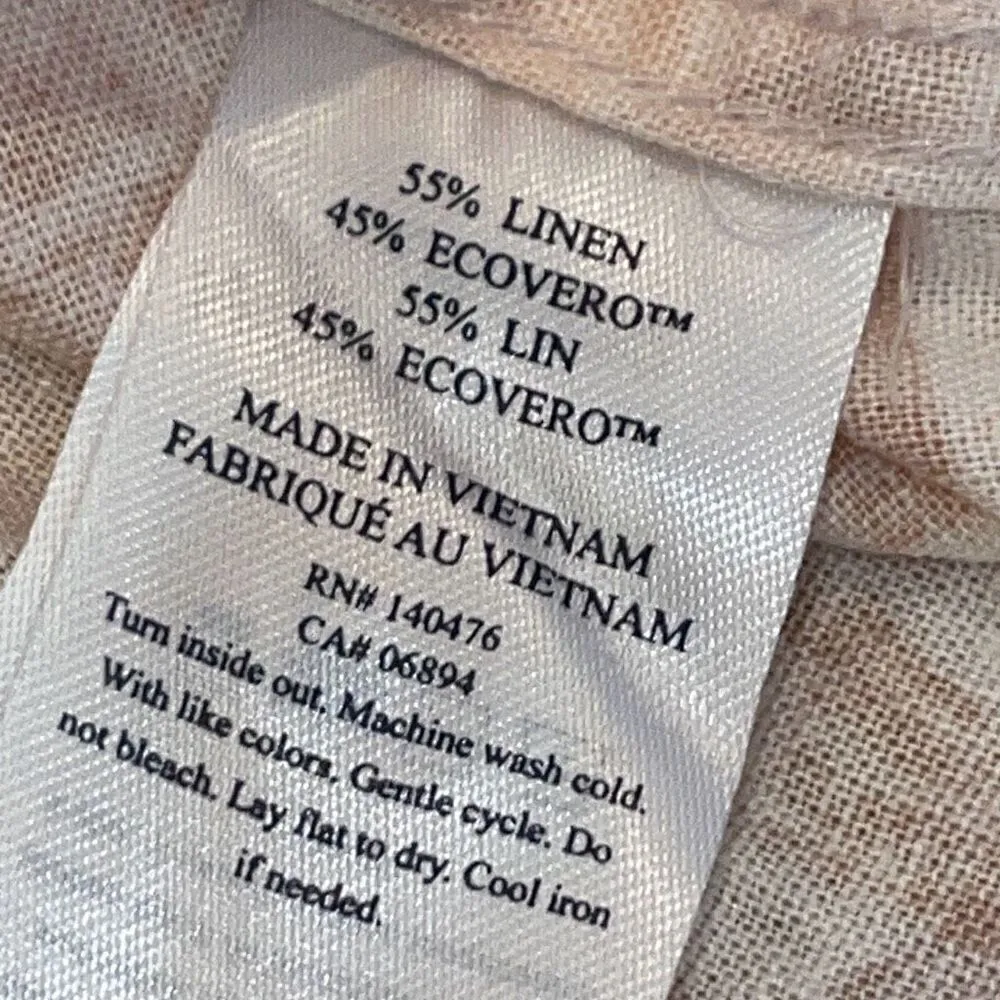 55% LINEN
45% ECOVERO™
55% LIN
45% ECOVERO™
MADE IN VIETNAM
FABRIQUÉ AU VIETNAM
RN# 140476
CA# 06894
Turn inside out. Machine wash cold.
With like colors. Gentle cycle. Do
not bleach. Lay flat to dry. Cool iron
if needed.